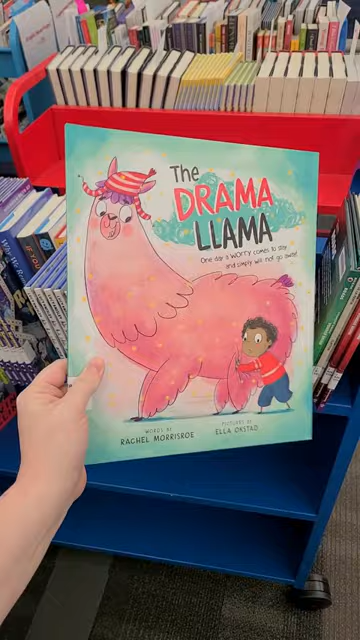 The
DRAMA
LLAMA
One day a WORRY comes to stay
and simply will not go away!
WORDS BY
RACHEL MORRISROE
PICTURES BY
ELLA OKSTAD